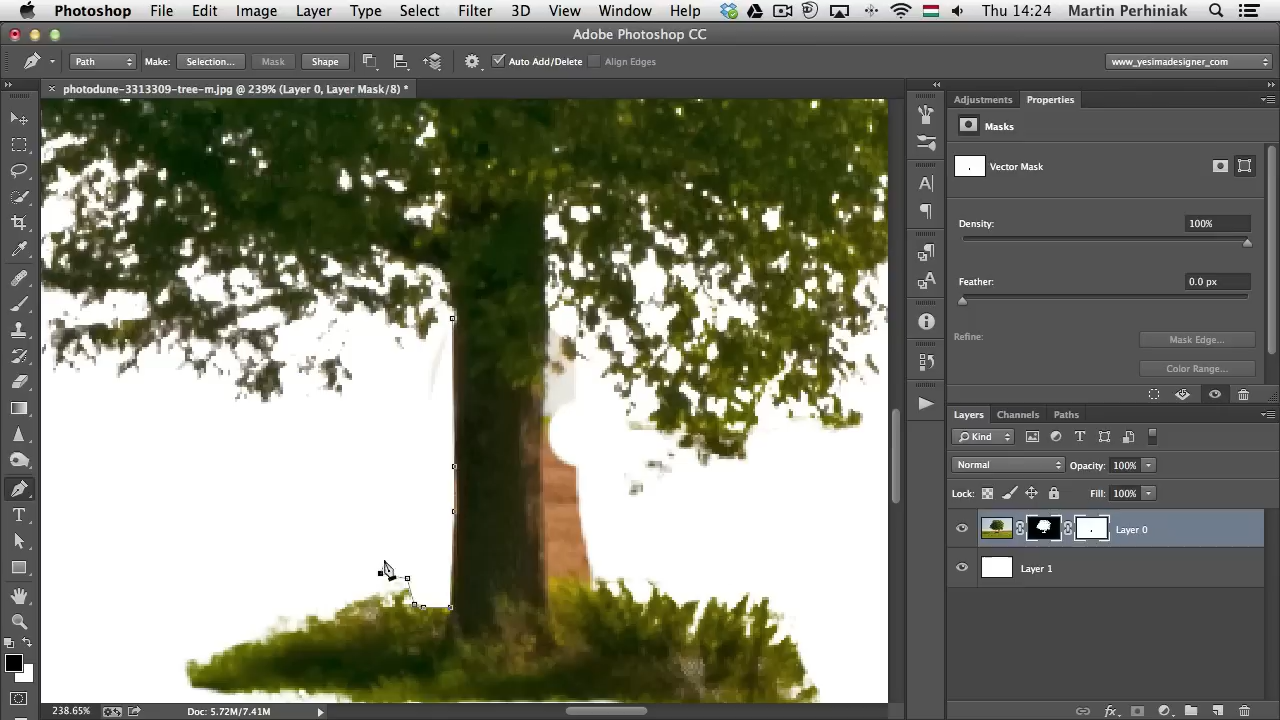 Photoshop File Edit Image Layer Type Select Filter 3D View Window Help Thu 14:24 Martin Perhiniak
Adobe Photoshop CC
Path Make: Selection... Mask Shape Auto Add/Delete Align Edges www_yesimadesigner_com
photodune-3313309-tree-m.jpg @ 239% (Layer 0, Layer Mask/8) *
Adjustments Properties
Masks
Vector Mask
Density: 100%
Feather: 0.0 px
Refine: Mask Edge...
Color Range...
Layers Channels Paths
Kind
Normal Opacity: 100%
Lock: Fill: 100%
Layer 0
Layer 1
238.65% Doc: 5.72M/7.41M